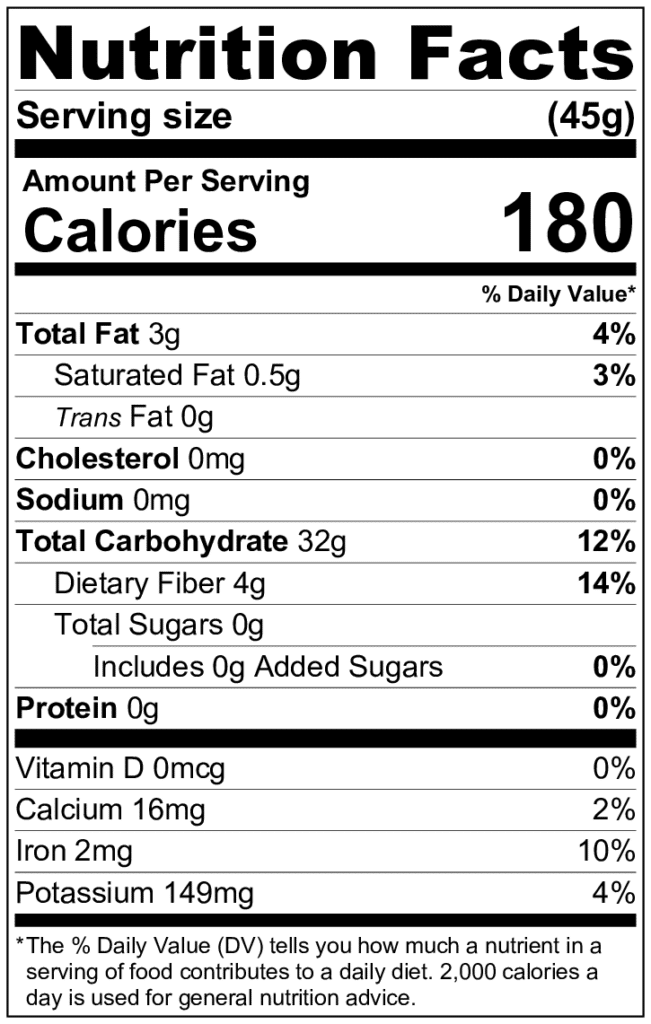 Nutrition Facts
Serving size (45g)
Amount Per Serving
Calories 180
% Daily Value*
Total Fat 3g 4%
Saturated Fat 0.5g 3%
Trans Fat 0g
Cholesterol 0mg 0%
Sodium 0mg 0%
Total Carbohydrate 32g 12%
Dietary Fiber 4g 14%
Total Sugars 0g
Includes 0g Added Sugars 0%
Protein 0g 0%
Vitamin D 0mcg 0%
Calcium 16mg 2%
Iron 2mg 10%
Potassium 149mg 4%
*The % Daily Value (DV) tells you how much a nutrient in a
serving of food contributes to a daily diet. 2,000 calories a
day is used for general nutrition advice.